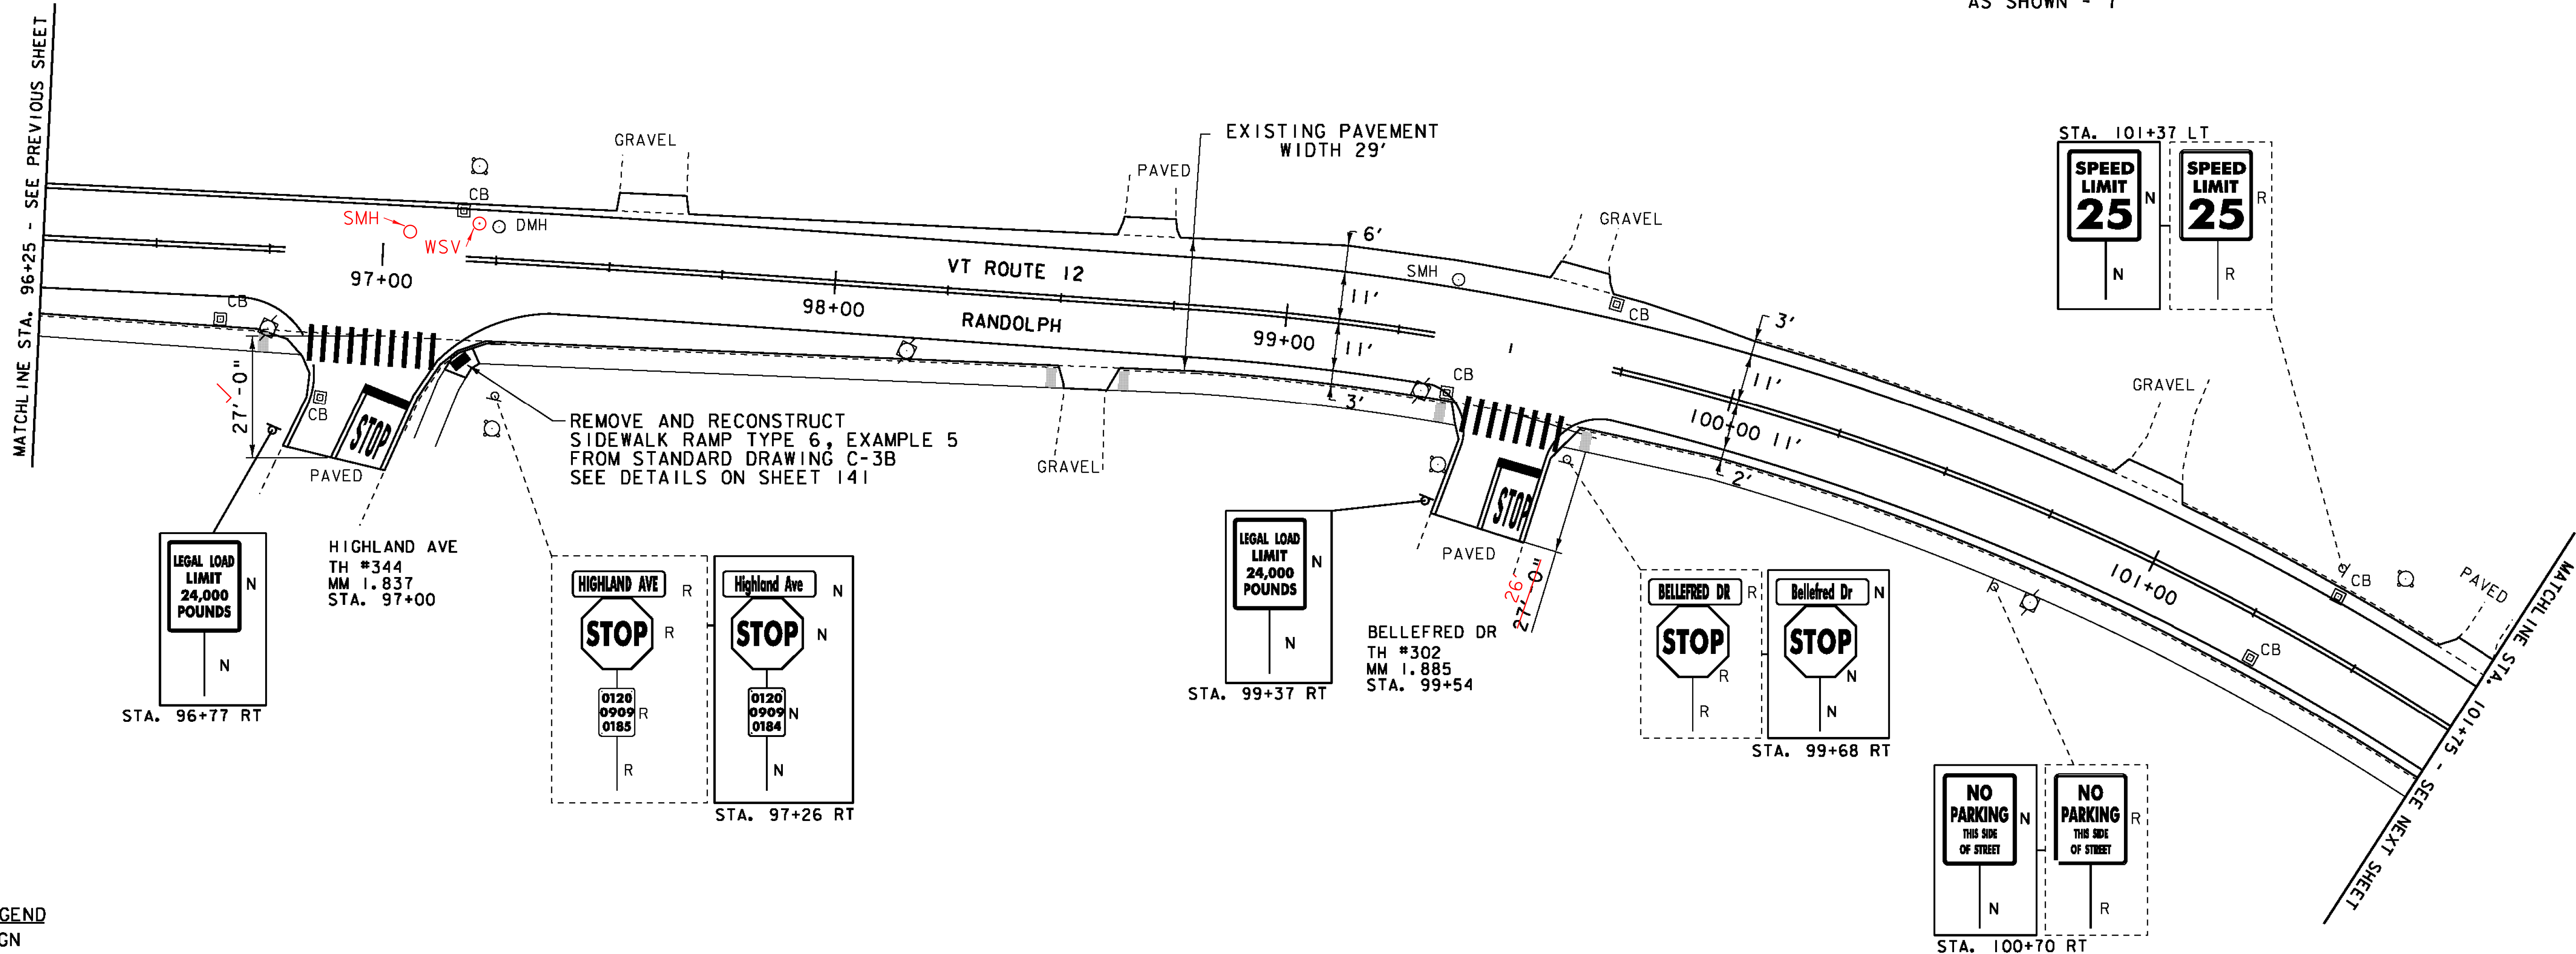 AS SHOWN - 1
MATCHLINE STA. 96+25 - SEE PREVIOUS SHEET
GRAVEL
CB
SMH
WSV
DMH
97+00
CB
27'-0"
CB
STOP
PAVED
EXISTING PAVEMENT
WIDTH 29'
PAVED
VT ROUTE 12
98+00
RANDOLPH
99+00
6'
11'
11'
3'
SMH
GRAVEL
CB
CB
REMOVE AND RECONSTRUCT
SIDEWALK RAMP TYPE 6, EXAMPLE 5
FROM STANDARD DRAWING C-3B
SEE DETAILS ON SHEET 141
GRAVEL
STOP
PAVED
26
27'-0"
3'
11'
100+00
11'
2'
GRAVEL
101+00
CB
PAVED
CB
MATCHLINE STA. 101+75 - SEE NEXT SHEET
STA. 101+37 LT
SPEED
LIMIT
25
N
N
SPEED
LIMIT
25
R
R
LEGAL LOAD
LIMIT
24,000
POUNDS
N
N
STA. 96+77 RT
HIGHLAND AVE
TH #344
MM 1.837
STA. 97+00
HIGHLAND AVE
R
STOP
R
0120
0909
0185
R
R
Highland Ave
N
STOP
N
0120
0909
0184
N
N
STA. 97+26 RT
LEGAL LOAD
LIMIT
24,000
POUNDS
N
N
STA. 99+37 RT
BELLEFRED DR
TH #302
MM 1.885
STA. 99+54
BELLEFRED DR
R
STOP
R
R
Bellefred Dr
N
STOP
N
N
STA. 99+68 RT
NO
PARKING
THIS SIDE
OF STREET
N
N
NO
PARKING
THIS SIDE
OF STREET
R
R
STA. 100+70 RT
GEND
GN